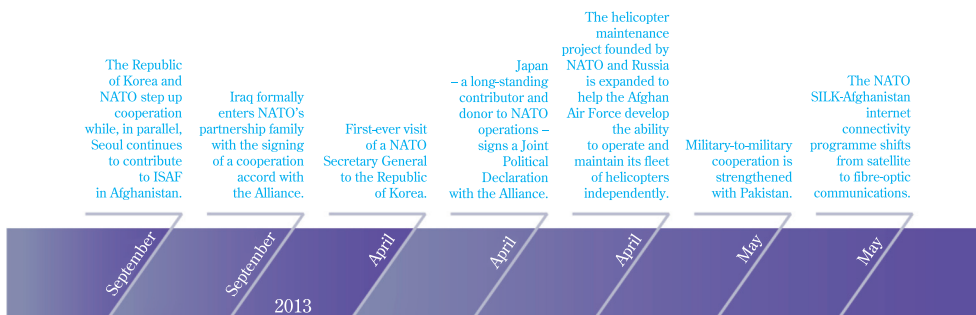 The Republic
of Korea and
NATO step up
cooperation
while, in parallel,
Seoul continues
to contribute
to ISAF
in Afghanistan.
September
Iraq formally
enters NATO’s
partnership family
with the signing
of a cooperation
accord with
the Alliance.
September
2013
First-ever visit
of a NATO
Secretary General
to the Republic
of Korea.
April
Japan
– a long-standing
contributor and
donor to NATO
operations –
signs a Joint
Political
Declaration
with the Alliance.
April
The helicopter
maintenance
project founded by
NATO and Russia
is expanded to
help the Afghan
Air Force develop
the ability
to operate and
maintain its fleet
of helicopters
independently.
April
Military-to-military
cooperation is
strengthened
with Pakistan.
May
The NATO
SILK-Afghanistan
internet
connectivity
programme shifts
from satellite
to fibre-optic
communications.
May